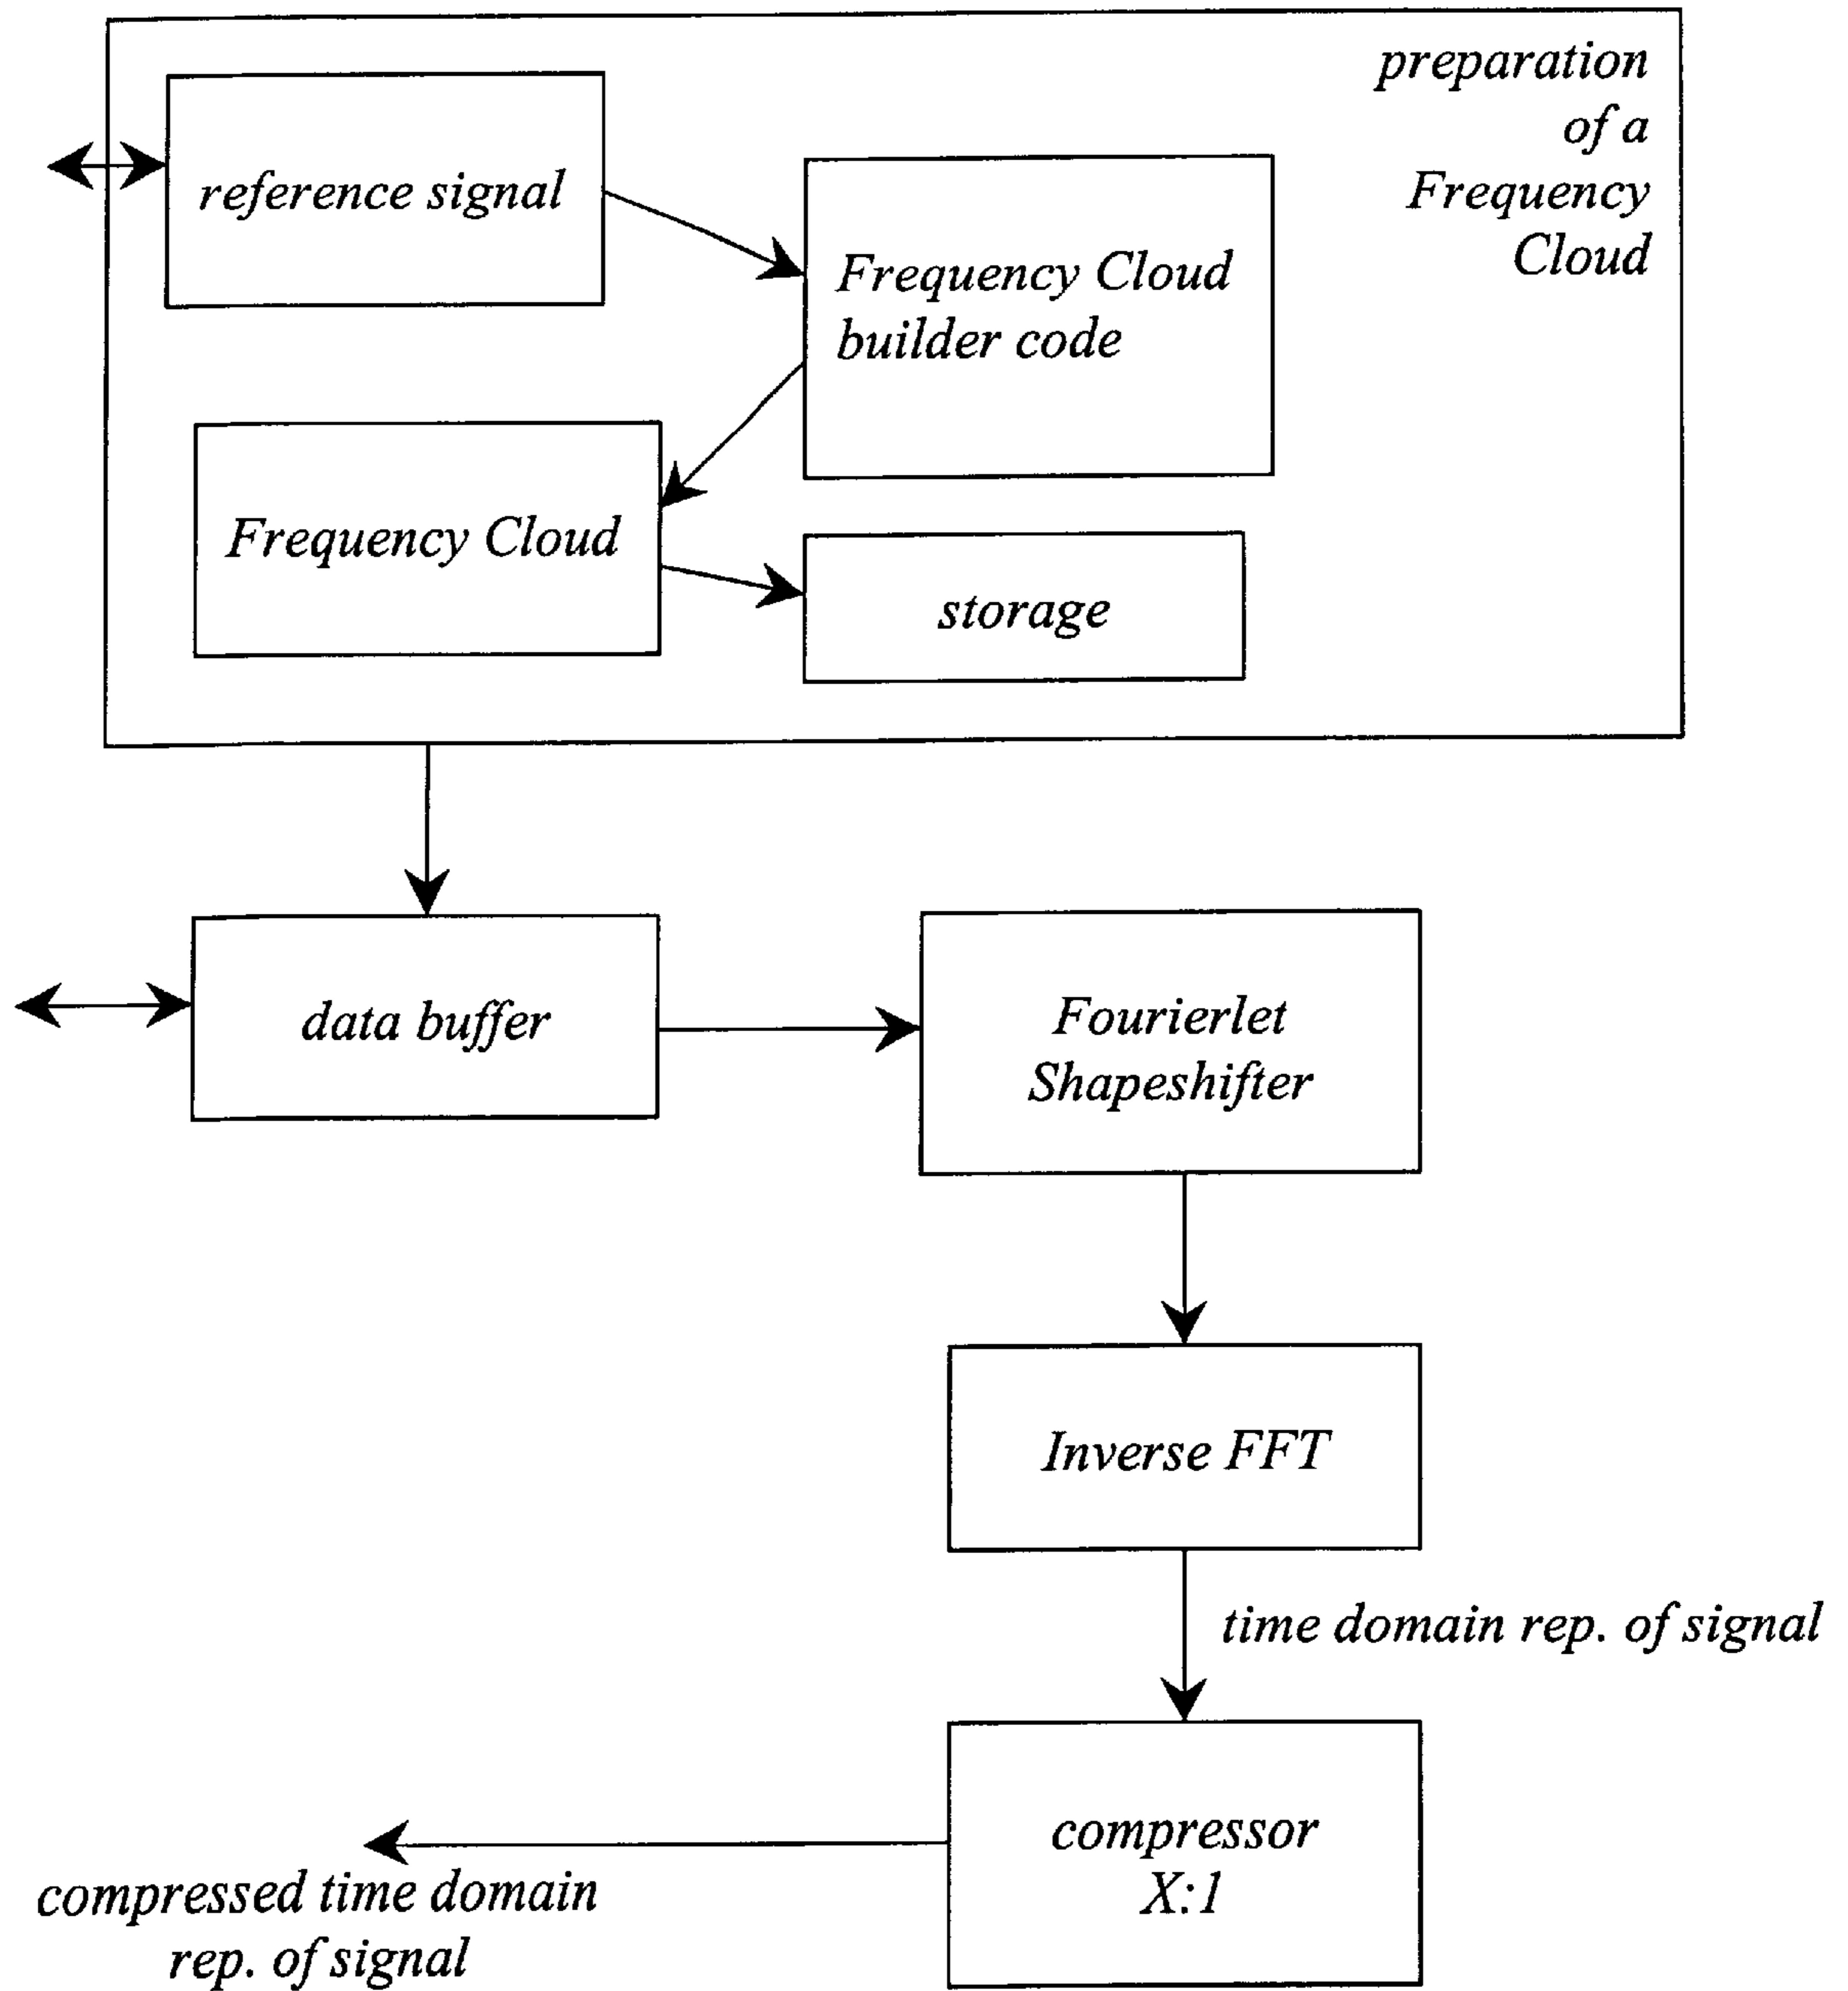 preparation
of a
Frequency
Cloud
reference signal
Frequency Cloud
builder code
Frequency Cloud
storage
data buffer
Fourierlet
Shapeshifter
Inverse FFT
time domain rep. of signal
compressor
X:1
compressed time domain
rep. of signal